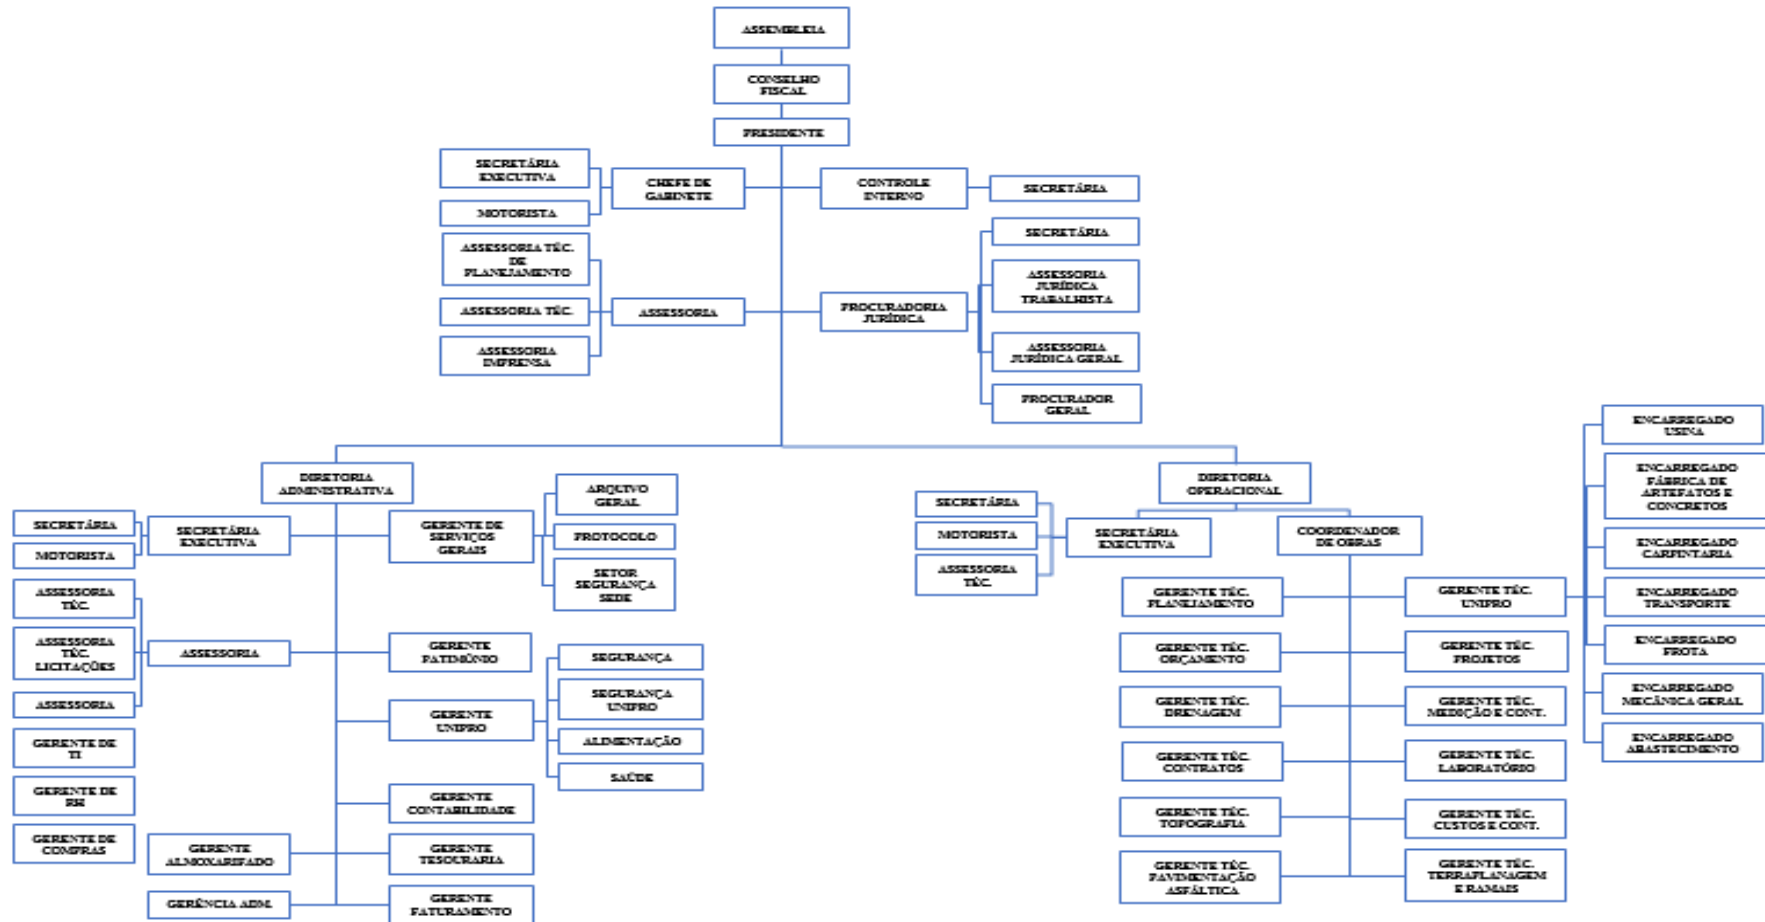 ASSEMBLEIA
CONSELHO
FISCAL
PRESIDENTE
SECRETÁRIA
EXECUTIVA
MOTORISTA
CHEFE DE
GABINETE
CONTROLE
INTERNO
SECRETÁRIA
ASSESSORIA TÉC.
DE
PLANEJAMENTO
ASSESSORIA TÉC.
ASSESSORIA
IMPRENSA
ASSESSORIA
PROCURADORIA
JURÍDICA
SECRETÁRIA
ASSESSORIA
JURÍDICA
TRABALHISTA
ASSESSORIA
JURÍDICA GERAL
PROCURADOR
GERAL
DIRETORIA
ADMINISTRATIVA
SECRETÁRIA
MOTORISTA
SECRETÁRIA
EXECUTIVA
GERENTE DE
SERVIÇOS
GERAIS
ARQUIVO
GERAL
PROTOCOLO
SETOR
SEGURANÇA
SEDE
ASSESSORIA
TÉC.
ASSESSORIA
TÉC.
LICITAÇÕES
ASSESSORIA
ASSESSORIA
GERENTE
PATIMÔNIO
GERENTE
UNIPRO
SEGURANÇA
SEGURANÇA
UNIPRO
ALIMENTAÇÃO
SAÚDE
GERENTE DE
TI
GERENTE DE
RH
GERENTE DE
COMPRAS
GERENTE
CONTABILIDADE
GERENTE
ALMOXARIFADO
GERENTE
TESOURARIA
GERÊNCIA ADM.
GERENTE
FATURAMENTO
DIRETORIA
OPERACIONAL
SECRETÁRIA
MOTORISTA
ASSESSORIA
TÉC.
SECRETÁRIA
EXECUTIVA
COORDENADOR
DE OBRAS
GERENTE TÉC.
PLANEJAMENTO
GERENTE TÉC.
UNIPRO
GERENTE TÉC.
ORÇAMENTO
GERENTE TÉC.
PROJETOS
GERENTE TÉC.
DRENAGEM
GERENTE TÉC.
MEDIÇÃO E CONT.
GERENTE TÉC.
CONTRATOS
GERENTE TÉC.
LABORATÓRIO
GERENTE TÉC.
TOPOGRAFIA
GERENTE TÉC.
CUSTOS E CONT.
GERENTE TÉC.
PAVIMENTAÇÃO
ASFÁLTICA
GERENTE TÉC.
TERRAPLANAGEM
E RAMAIS
ENCARREGADO
USINA
ENCARREGADO
FÁBRICA DE
ARTEFATOS E
CONCRETOS
ENCARREGADO
CARPINTARIA
ENCARREGADO
TRANSPORTE
ENCARREGADO
FROTA
ENCARREGADO
MECÂNICA GERAL
ENCARREGADO
ABASTECIMENTO